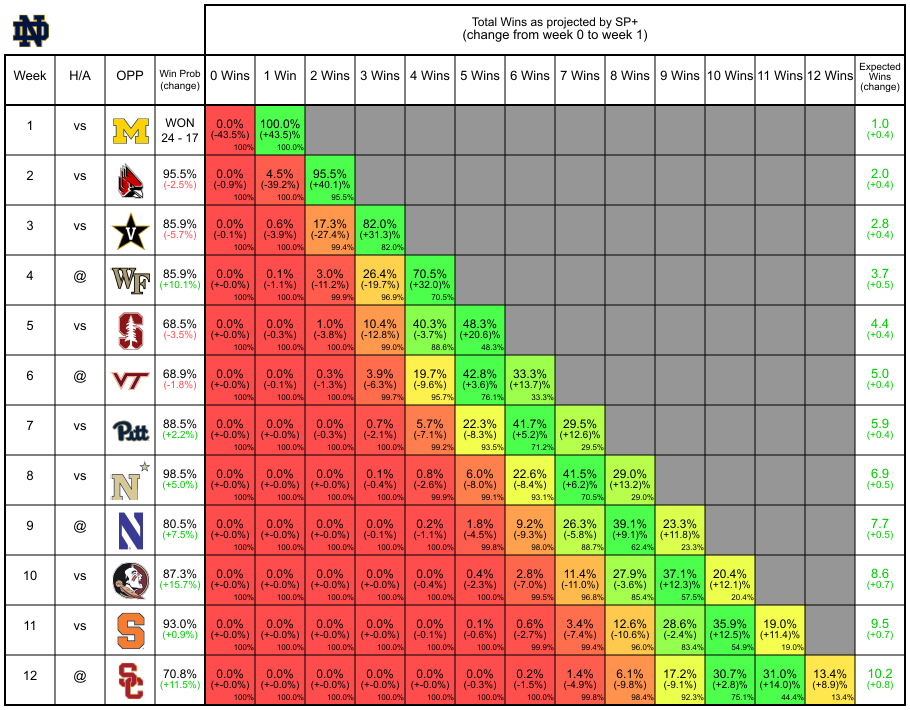 ND
Total Wins as projected by SP+
(change from week 0 to week 1)
Week H/A OPP Win Prob (change) 0 Wins 1 Win 2 Wins 3 Wins 4 Wins 5 Wins 6 Wins 7 Wins 8 Wins 9 Wins 10 Wins 11 Wins 12 Wins Expected Wins (change)
1 vs M WON 0.0% 100.0% 1.0
24 - 17 (-43.5%) (+43.5)% (+0.4)
100% 100.0%
2 vs 95.5% 0.0% 4.5% 95.5% 2.0
(-2.5%) (-0.9%) (-39.2%) (+40.1)% (+0.4)
100% 100.0% 95.5%
3 vs V 85.9% 0.0% 0.6% 17.3% 82.0% 2.8
(-5.7%) (-0.1%) (-3.9%) (-27.4%) (+31.3)% (+0.4)
100% 100.0% 99.4% 82.0%
4 @ WF 85.9% 0.0% 0.1% 3.0% 26.4% 70.5% 3.7
(+10.1%) (+-0.0%) (-1.1%) (-11.2%) (-19.7%) (+32.0)% (+0.5)
100% 100.0% 99.9% 96.9% 70.5%
5 vs S 68.5% 0.0% 0.0% 1.0% 10.4% 40.3% 48.3% 4.4
(-3.5%) (+-0.0%) (-0.3%) (-3.8%) (-12.8%) (-3.7%) (+20.6)% (+0.4)
100% 100.0% 100.0% 99.0% 88.6% 48.3%
6 @ VT 68.9% 0.0% 0.0% 0.3% 3.9% 19.7% 42.8% 33.3% 5.0
(-1.8%) (+-0.0%) (-0.1%) (-1.3%) (-6.3%) (-9.6%) (+3.6)% (+13.7)% (+0.4)
100% 100.0% 100.0% 99.7% 95.7% 76.1% 33.3%
7 vs Pitt 88.5% 0.0% 0.0% 0.0% 0.7% 5.7% 22.3% 41.7% 29.5% 5.9
(+2.2%) (+-0.0%) (+-0.0%) (-0.3%) (-2.1%) (-7.1%) (-8.3%) (+5.2)% (+12.6)% (+0.4)
100% 100.0% 100.0% 100.0% 99.2% 93.5% 71.2% 29.5%
8 vs N 98.5% 0.0% 0.0% 0.0% 0.1% 0.8% 6.0% 22.6% 41.5% 29.0% 6.9
(+5.0%) (+-0.0%) (+-0.0%) (+-0.0%) (-0.4%) (-2.6%) (-8.0%) (-8.4%) (+6.2)% (+13.2)% (+0.5)
100% 100.0% 100.0% 100.0% 99.9% 99.1% 93.1% 70.5% 29.0%
9 @ N 80.5% 0.0% 0.0% 0.0% 0.0% 0.2% 1.8% 9.2% 26.3% 39.1% 23.3% 7.7
(+7.5%) (+-0.0%) (+-0.0%) (+-0.0%) (-0.1%) (-1.1%) (-4.5%) (-9.3%) (-5.8%) (+9.1)% (+11.8)% (+0.5)
100% 100.0% 100.0% 100.0% 100.0% 99.8% 98.0% 88.7% 62.4% 23.3%
10 vs 87.3% 0.0% 0.0% 0.0% 0.0% 0.0% 0.4% 2.8% 11.4% 27.9% 37.1% 20.4% 8.6
(+15.7%) (+-0.0%) (+-0.0%) (+-0.0%) (+-0.0%) (-0.4%) (-2.3%) (-7.0%) (-11.0%) (-3.6%) (+12.3)% (+12.1)% (+0.7)
100% 100.0% 100.0% 100.0% 100.0% 100.0% 99.5% 96.8% 85.4% 57.5% 20.4%
11 vs S 93.0% 0.0% 0.0% 0.0% 0.0% 0.0% 0.1% 0.6% 3.4% 12.6% 28.6% 35.9% 19.0% 9.5
(+0.9%) (+-0.0%) (+-0.0%) (+-0.0%) (+-0.0%) (-0.1%) (-0.6%) (-2.7%) (-7.4%) (-10.6%) (-2.4%) (+12.5)% (+11.4)% (+0.7)
100% 100.0% 100.0% 100.0% 100.0% 100.0% 99.9% 99.4% 96.0% 83.4% 54.9% 19.0%
12 @ SC 70.8% 0.0% 0.0% 0.0% 0.0% 0.0% 0.0% 0.2% 1.4% 6.1% 17.2% 30.7% 31.0% 13.4% 10.2
(+11.5%) (+-0.0%) (+-0.0%) (+-0.0%) (+-0.0%) (+-0.0%) (-0.2%) (-1.5%) (-4.9%) (-9.8%) (-9.1%) (+2.8)% (+14.0)% (+8.9)% (+0.8)
100% 100.0% 100.0% 100.0% 100.0% 100.0% 100.0% 99.8% 98.4% 92.3% 75.1% 44.4% 13.4%